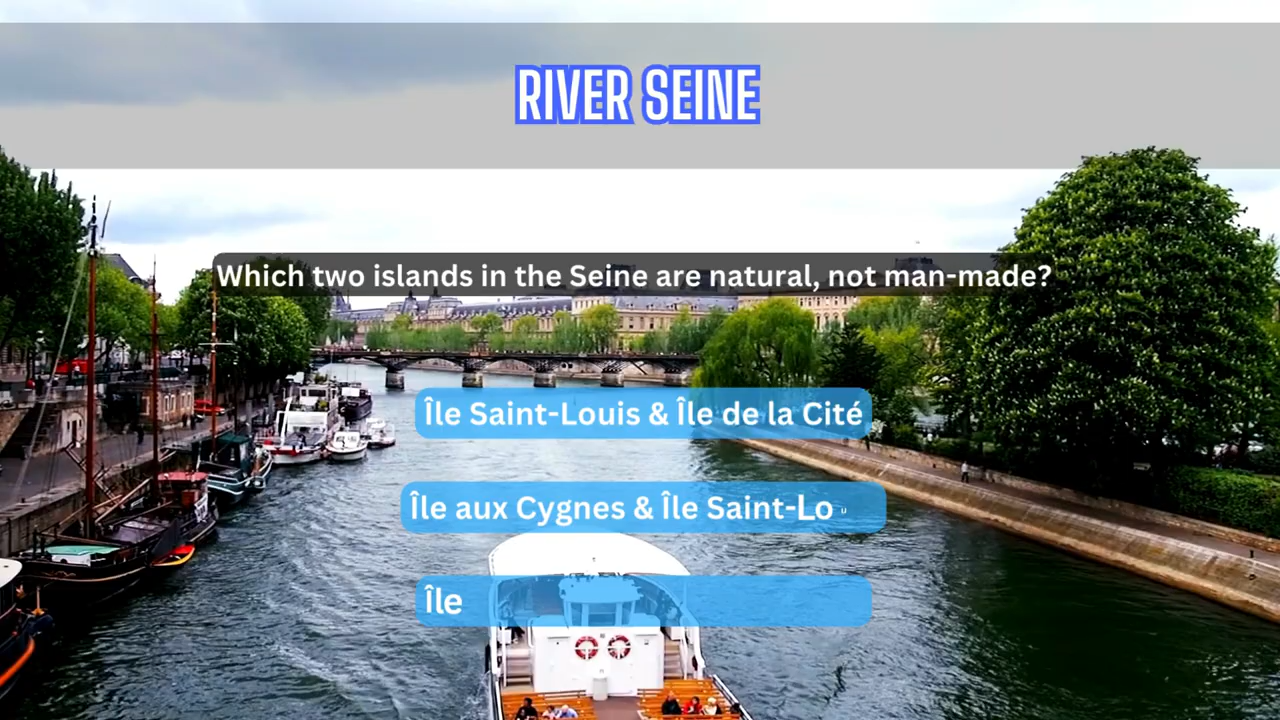 RIVER SEINE
Which two islands in the Seine are natural, not man-made?
Île Saint-Louis & Île de la Cité
Île aux Cygnes & Île Saint-Lou
Île